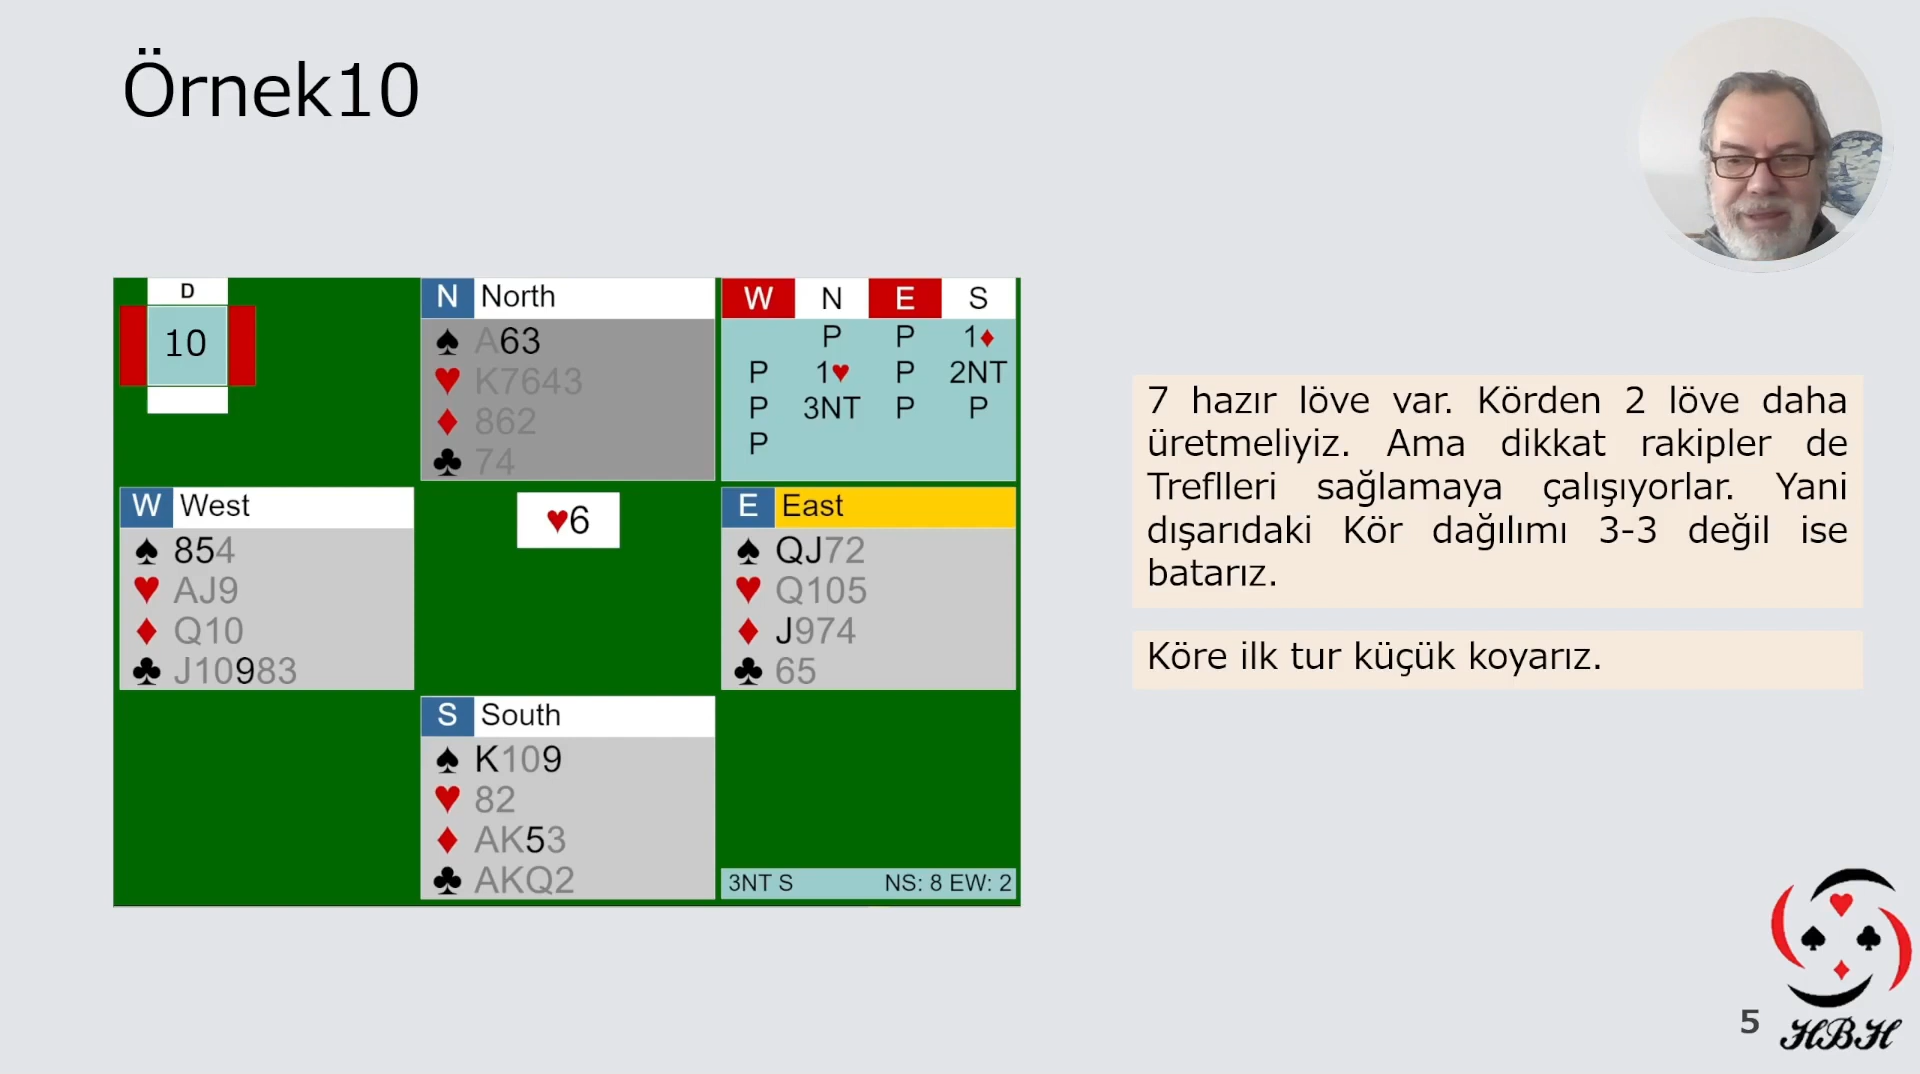 Örnek10
D
10
N North
♠ A63
♥ K7643
♦ 862
♣ 74
W N E S
P P 1♦
P 1♥ P 2NT
P 3NT P P
P
W West
♠ 854
♥ AJ9
♦ Q10
♣ J10983
♥6
E East
♠ QJ72
♥ Q105
♦ J974
♣ 65
S South
♠ K109
♥ 82
♦ AK53
♣ AKQ2
3NT S NS: 8 EW: 2
7 hazır löve var. Körden 2 löve daha
üretmeliyiz. Ama dikkat rakipler de
Treflleri sağlamaya çalışıyorlar. Yani
dışarıdaki Kör dağılımı 3-3 değil ise
batarız.
Köre ilk tur küçük koyarız.
5
HBH